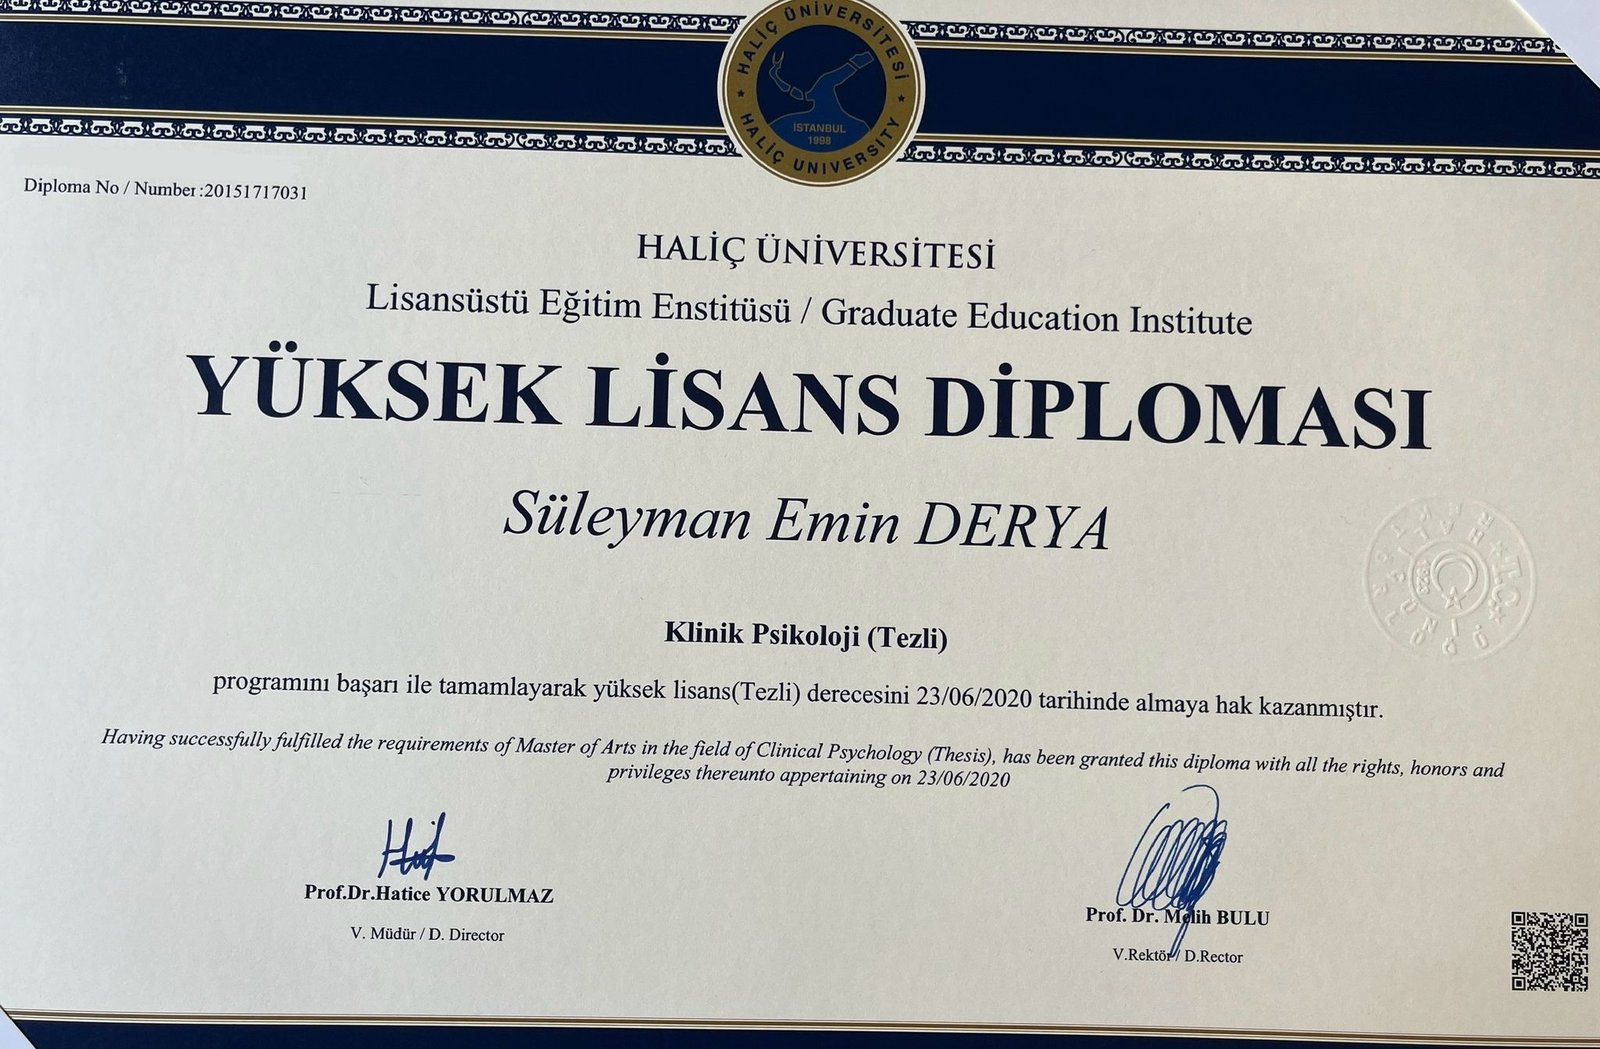 HALİÇ ÜNİVERSİTESİ
İSTANBUL
1998
HALİÇ UNIVERSITY
Diploma No / Number :20151717031
HALİÇ ÜNİVERSİTESİ
Lisansüstü Eğitim Enstitüsü / Graduate Education Institute
YÜKSEK LİSANS DİPLOMASI
Süleyman Emin DERYA
Klinik Psikoloji (Tezli)
programını başarı ile tamamlayarak yüksek lisans(Tezli) derecesini 23/06/2020 tarihinde almaya hak kazanmıştır.
Having successfully fulfilled the requirements of Master of Arts in the field of Clinical Psychology (Thesis), has been granted this diploma with all the rights, honors and
privileges thereunto appertaining on 23/06/2020
Prof.Dr.Hatice YORULMAZ
V. Müdür / D. Director
Prof. Dr. Melih BULU
V.Rektör / D.Rector